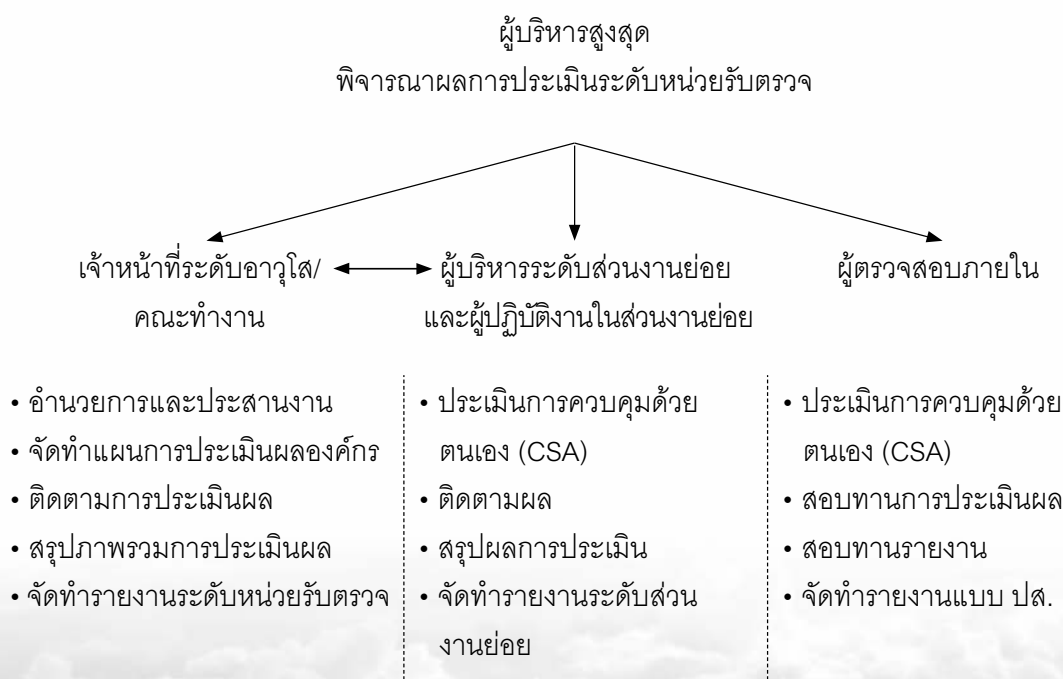 ผู้บริหารสูงสุด
พิจารณาผลการประเมินระดับหน่วยรับตรวจ
เจ้าหน้าที่ระดับอาวุโส/
คณะทำงาน
ผู้บริหารระดับส่วนงานย่อย
และผู้ปฏิบัติงานในส่วนงานย่อย
ผู้ตรวจสอบภายใน
• อำนวยการและประสานงาน
• จัดทำแผนการประเมินผลองค์กร
• ติดตามการประเมินผล
• สรุปภาพรวมการประเมินผล
• จัดทำรายงานระดับหน่วยรับตรวจ
• ประเมินการควบคุมด้วย
ตนเอง (CSA)
• ติดตามผล
• สรุปผลการประเมิน
• จัดทำรายงานระดับส่วน
งานย่อย
• ประเมินการควบคุมด้วย
ตนเอง (CSA)
• สอบทานการประเมินผล
• สอบทานรายงาน
• จัดทำรายงานแบบ ปส.